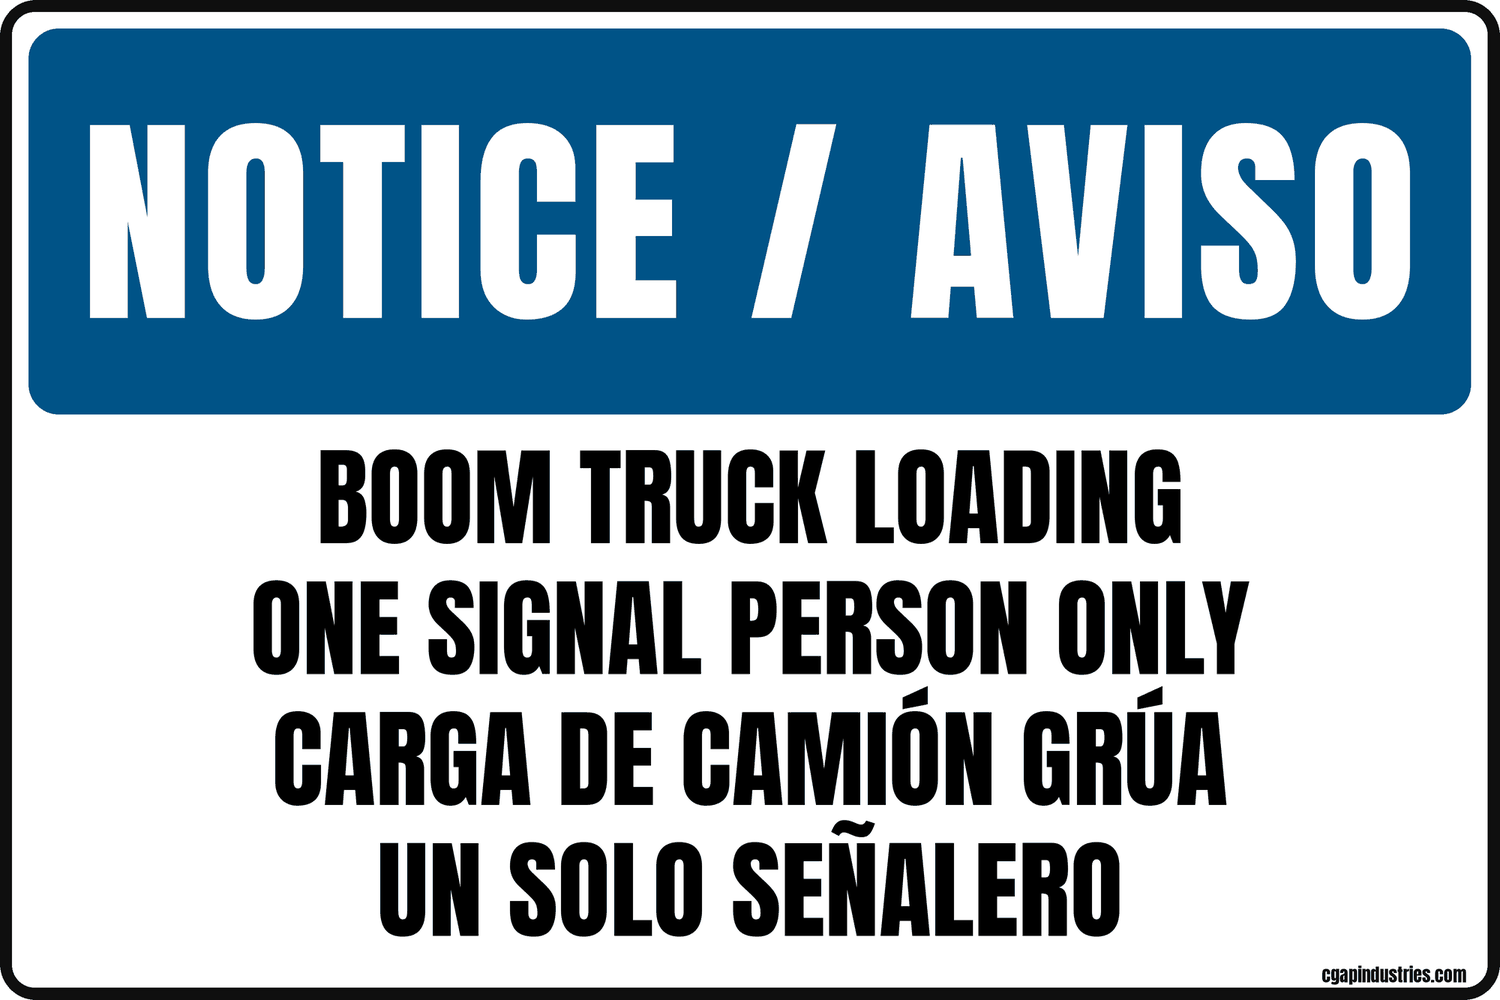 NOTICE / AVISO
BOOM TRUCK LOADING
ONE SIGNAL PERSON ONLY
CARGA DE CAMIÓN GRÚA
UN SOLO SEÑALERO
cgapindustries.com